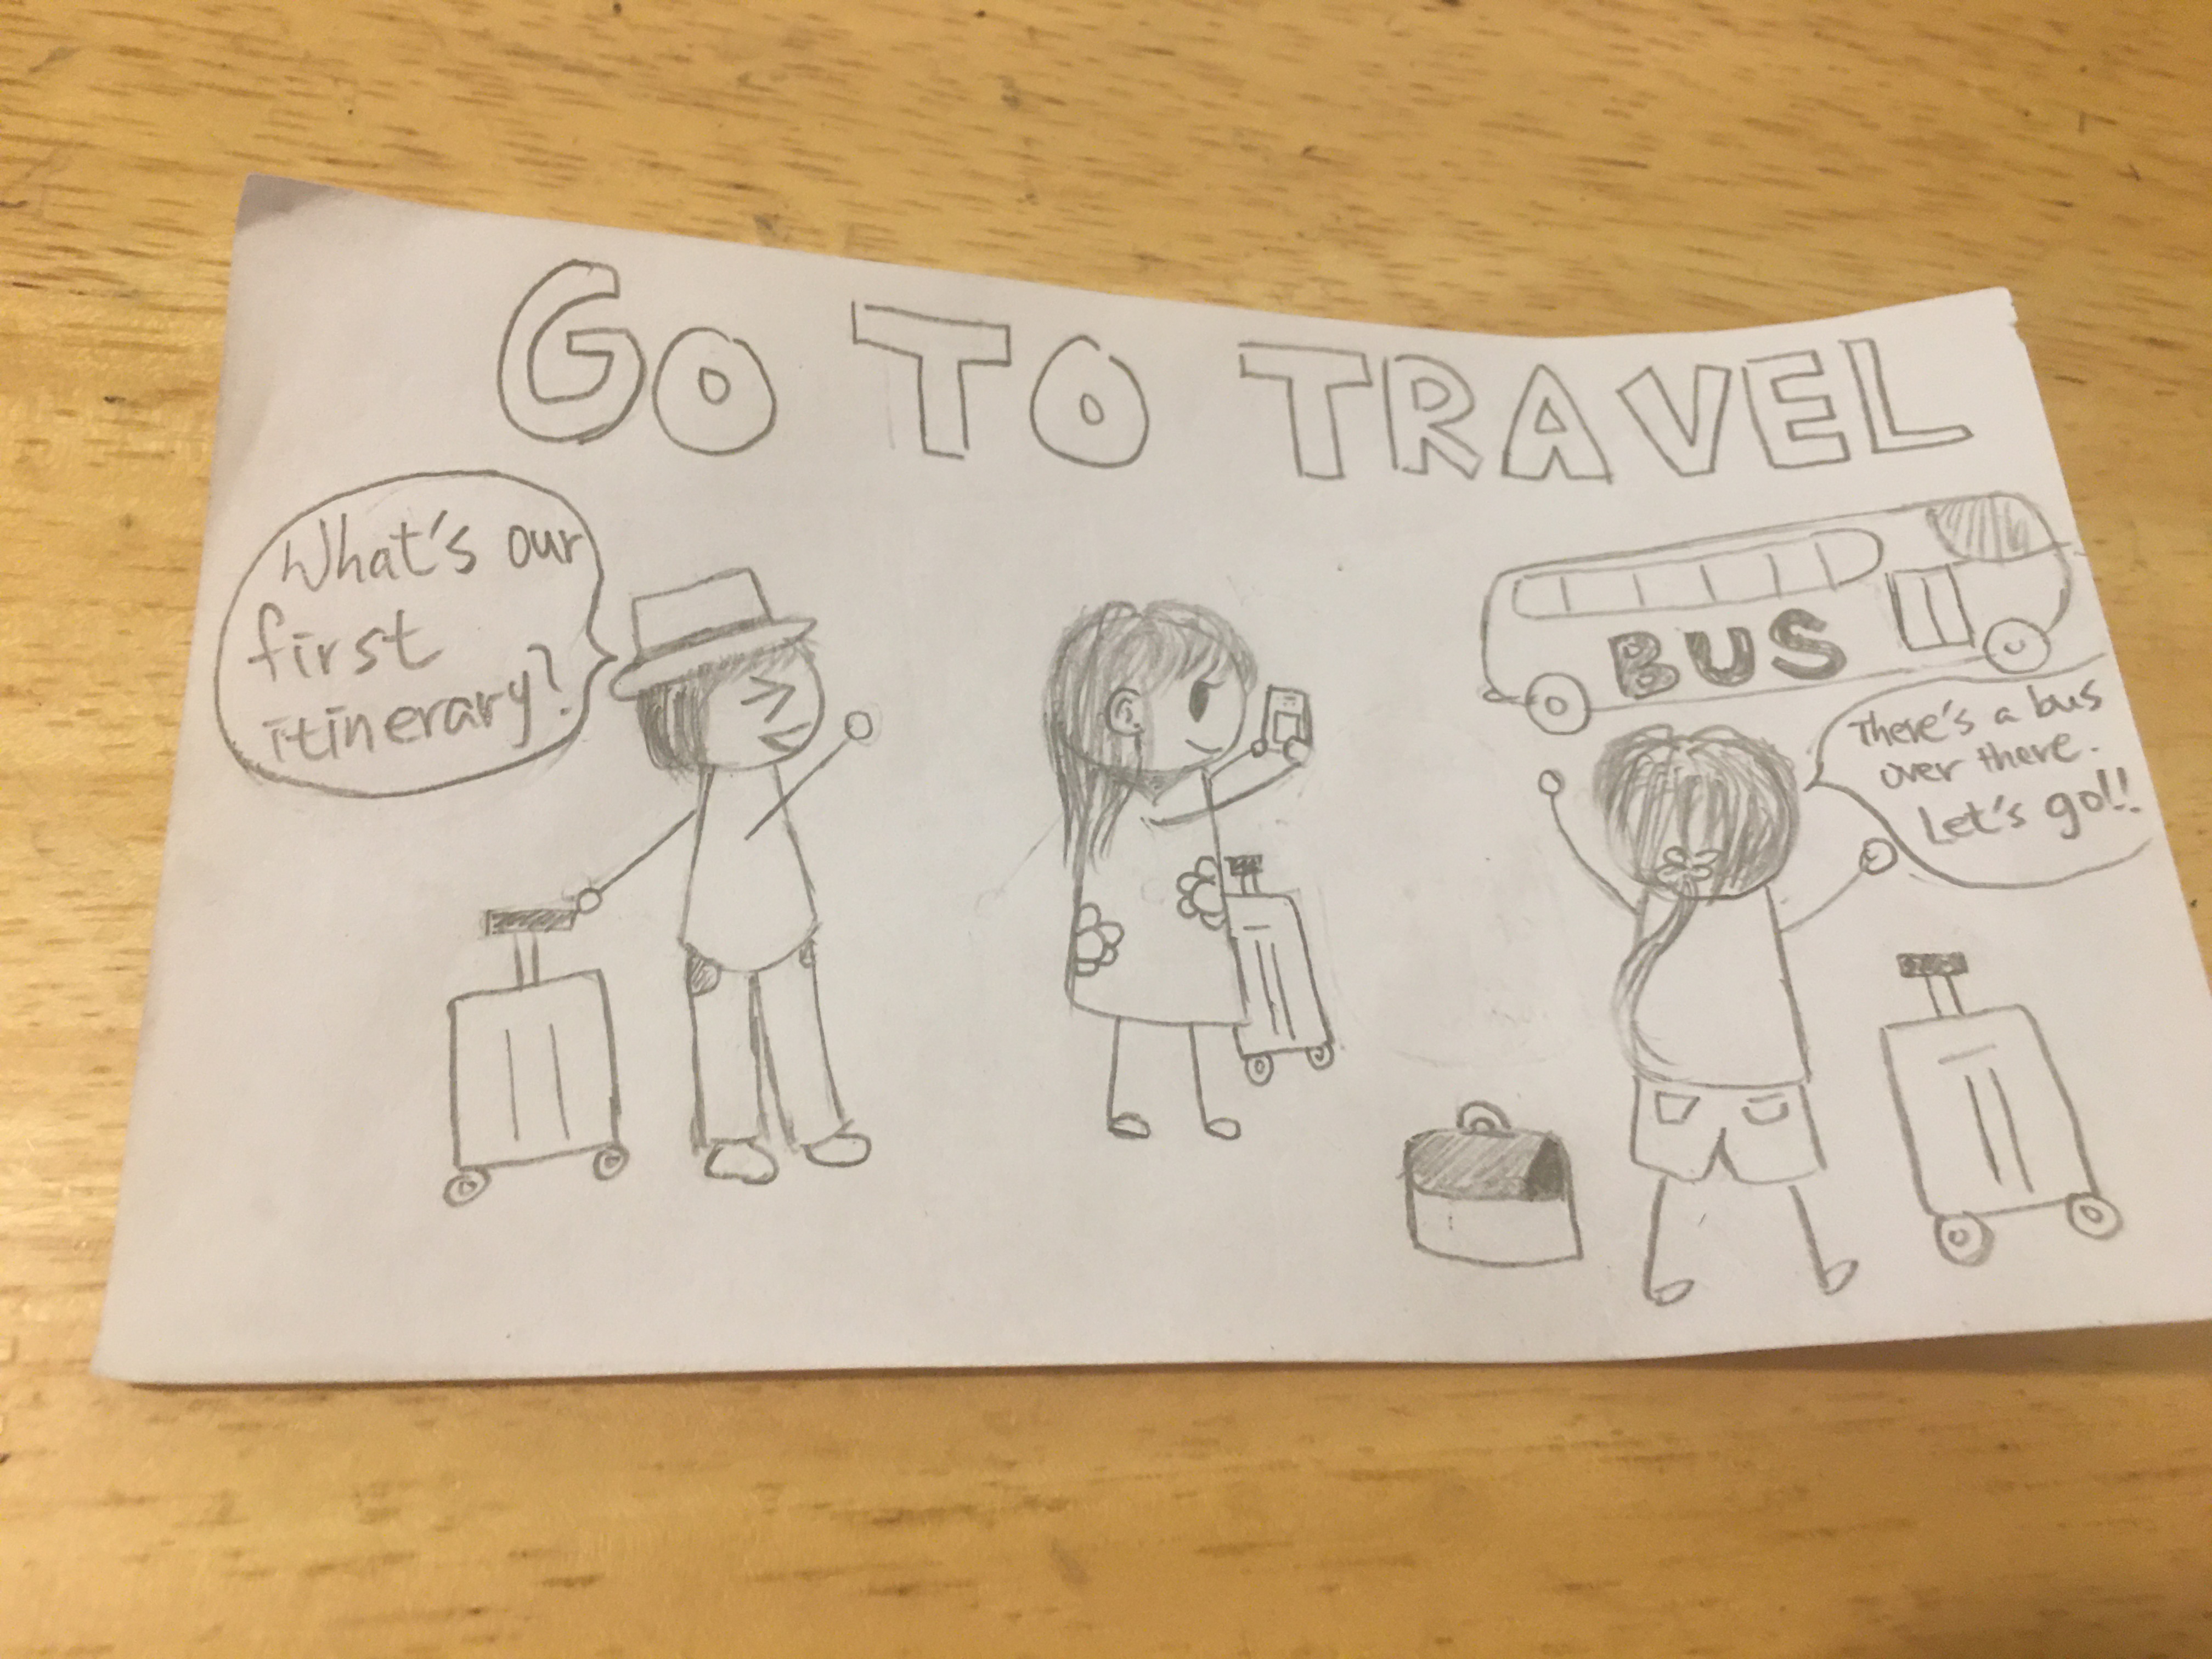 GO TO TRAVEL
What's our
first
itinerary?
BUS
There's a bus
over there.
Let's go!!